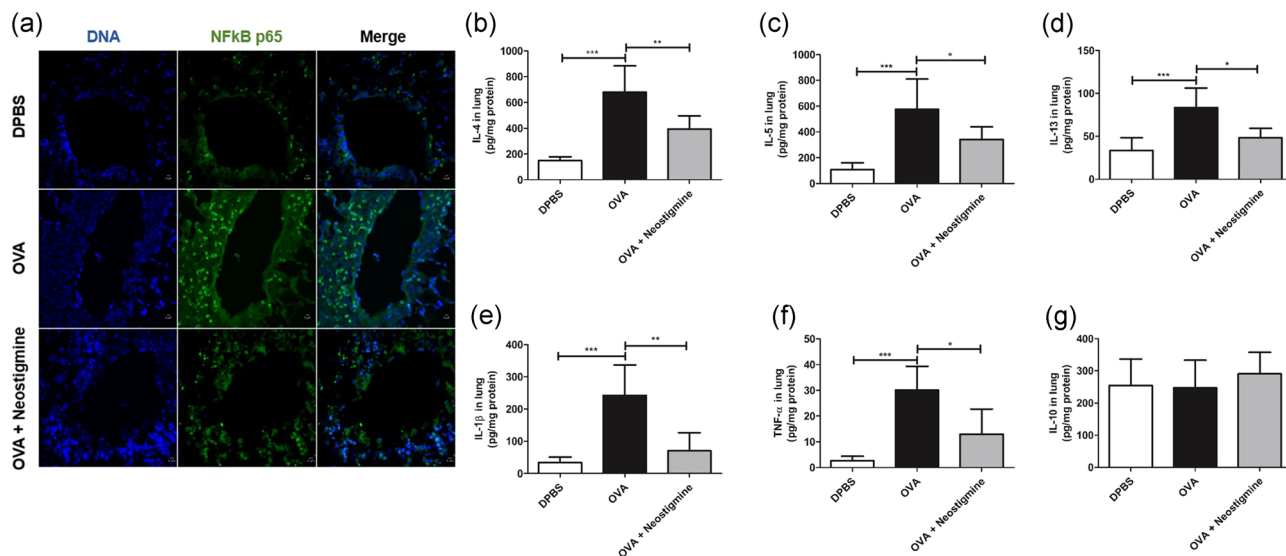 (a)
DNA
NFkB p65
Merge
DPBS
OVA
OVA + Neostigmine
(b)
IL-4 in lung
(pg/mg protein)
1000
800
600
400
200
0
***
**
DPBS
OVA
OVA + Neostigmine
(c)
IL-5 in lung
(pg/mg protein)
1000
800
600
400
200
0
***
*
DPBS
OVA
OVA + Neostigmine
(d)
IL-13 in lung
(pg/mg protein)
150
100
50
0
***
*
DPBS
OVA
OVA + Neostigmine
(e)
IL-1β in lung
(pg/mg protein)
400
300
200
100
0
***
**
DPBS
OVA
OVA + Neostigmine
(f)
TNF-α in lung
(pg/mg protein)
50
40
30
20
10
0
***
*
DPBS
OVA
OVA + Neostigmine
(g)
IL-10 in lung
(pg/mg protein)
400
300
200
100
0
DPBS
OVA
OVA + Neostigmine